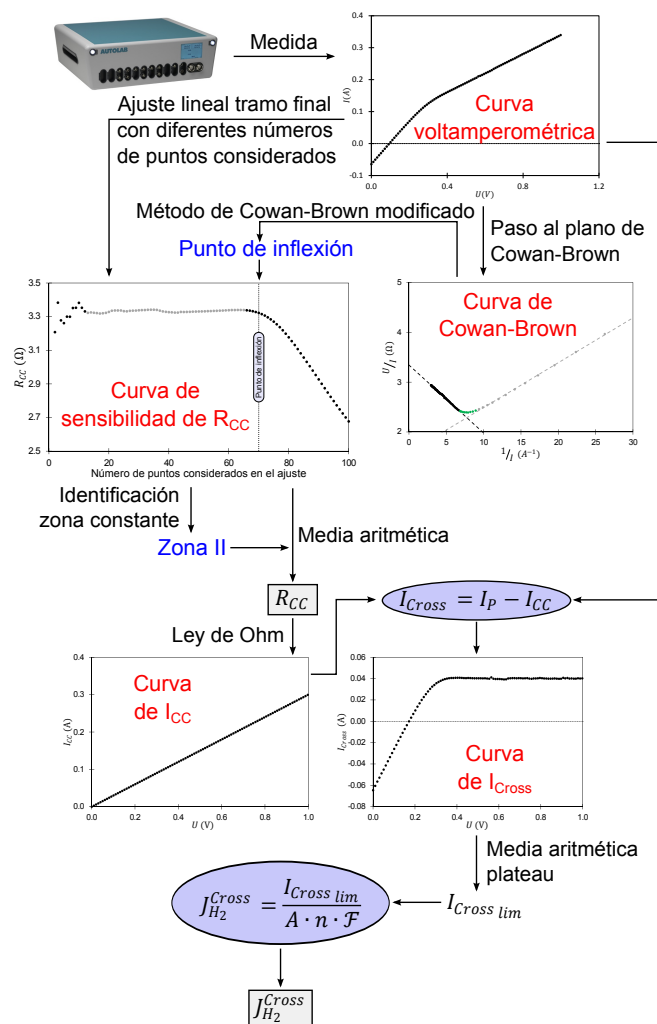 AUTOLAB
Medida
0.4
0.3
0.2
0.1
0.0
-0.1
I(A)
0.0 0.4 0.8 1.2
U(V)
Curva
voltamperométrica
Ajuste lineal tramo final
con diferentes números
de puntos considerados
Método de Cowan-Brown modificado
Punto de inflexión
Paso al plano de
Cowan-Brown
3.5
3.3
3.1
2.9
2.7
2.5
R_CC (Ω)
Punto de inflexión
Curva de
sensibilidad de R_CC
0 20 40 60 80 100
Número de puntos considerados en el ajuste
5
4
3
2
U/I (Ω)
Curva de
Cowan-Brown
0 5 10 15 20 25 30
1/I (A⁻¹)
Identificación
zona constante
Zona II
Media aritmética
R_CC
I_Cross = I_P − I_CC
Ley de Ohm
0.4
0.3
0.2
0.1
0.0
I_CC (A)
Curva
de I_CC
0.0 0.2 0.4 0.6 0.8 1.0
U (V)
0.06
0.04
0.02
0.00
-0.02
-0.04
-0.06
-0.08
I_Cross (A)
Curva
de I_Cross
0.0 0.2 0.4 0.6 0.8 1.0
U (V)
Media aritmética
plateau
I_Cross lim
J_H₂^Cross = I_Cross lim / A · n · ℱ
J_H₂^Cross